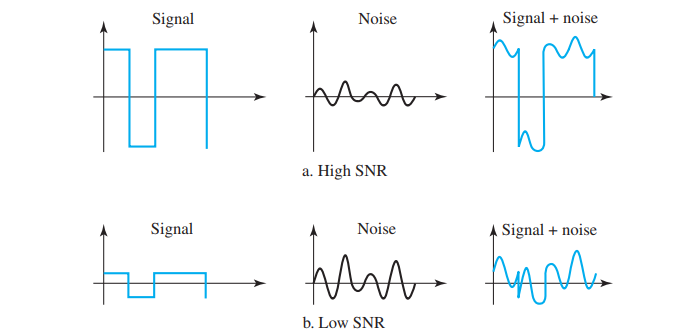 Signal
Noise
Signal + noise
a. High SNR
Signal
Noise
Signal + noise
b. Low SNR